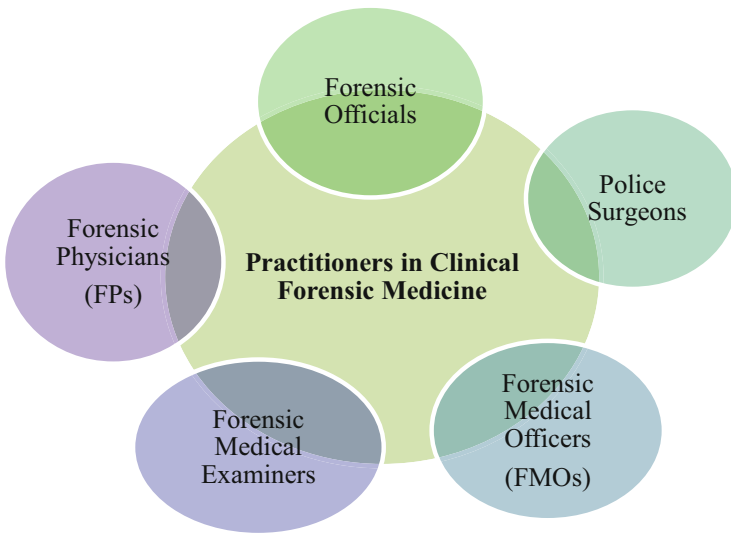 Forensic
Officials
Police
Surgeons
Forensic
Physicians
(FPs)
Practitioners in Clinical
Forensic Medicine
Forensic
Medical
Officers
(FMOs)
Forensic
Medical
Examiners